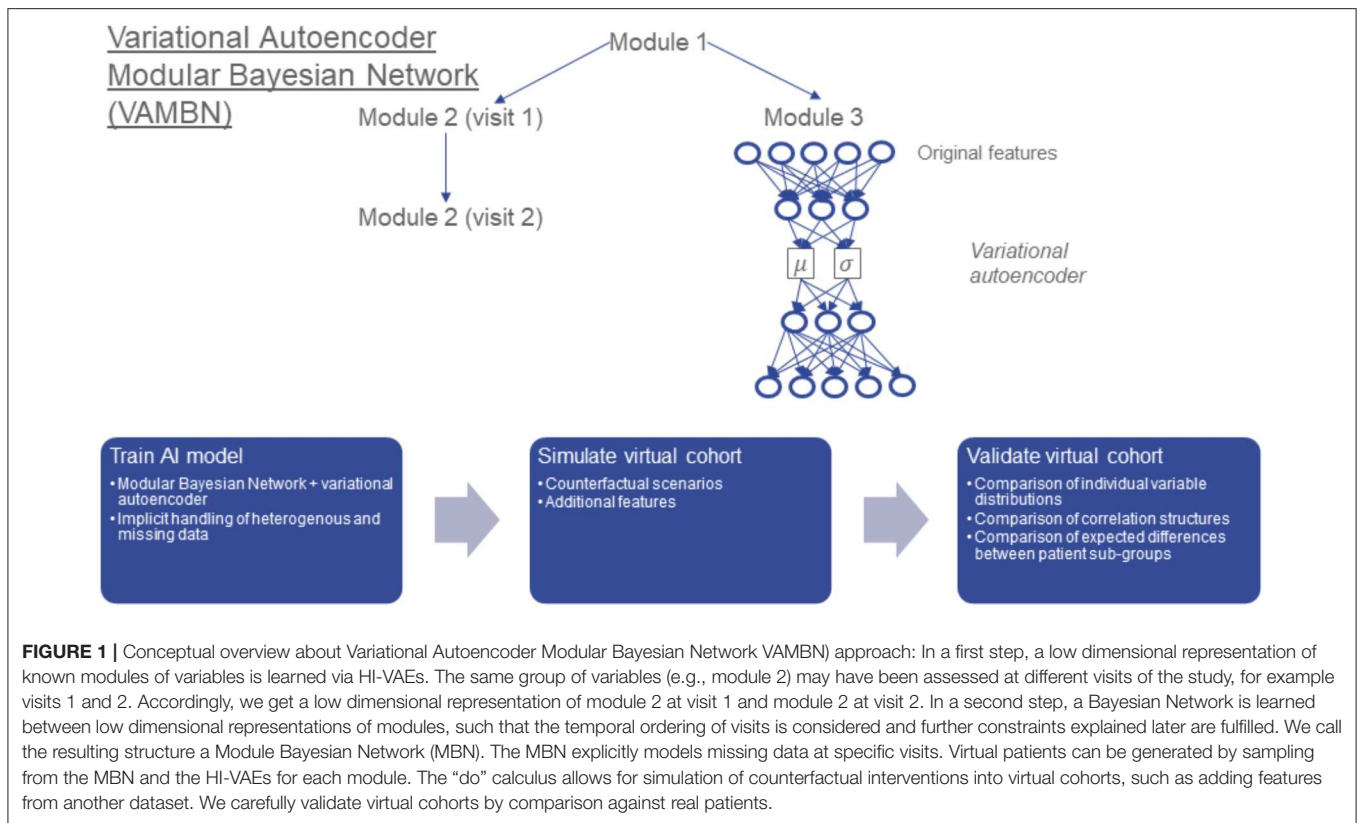 Variational Autoencoder
Modular Bayesian Network
(VAMBN)
Module 1
Module 2 (visit 1)
Module 3
Original features
Module 2 (visit 2)
μ
σ
Variational
autoencoder
Train AI model
•Modular Bayesian Network + variational
autoencoder
•Implicit handling of heterogenous and
missing data
Simulate virtual cohort
•Counterfactual scenarios
•Additional features
Validate virtual cohort
•Comparison of individual variable
distributions
•Comparison of correlation structures
•Comparison of expected differences
between patient sub-groups
FIGURE 1 | Conceptual overview about Variational Autoencoder Modular Bayesian Network VAMBN) approach: In a first step, a low dimensional representation of
known modules of variables is learned via HI-VAEs. The same group of variables (e.g., module 2) may have been assessed at different visits of the study, for example
visits 1 and 2. Accordingly, we get a low dimensional representation of module 2 at visit 1 and module 2 at visit 2. In a second step, a Bayesian Network is learned
between low dimensional representations of modules, such that the temporal ordering of visits is considered and further constraints explained later are fulfilled. We call
the resulting structure a Module Bayesian Network (MBN). The MBN explicitly models missing data at specific visits. Virtual patients can be generated by sampling
from the MBN and the HI-VAEs for each module. The “do” calculus allows for simulation of counterfactual interventions into virtual cohorts, such as adding features
from another dataset. We carefully validate virtual cohorts by comparison against real patients.